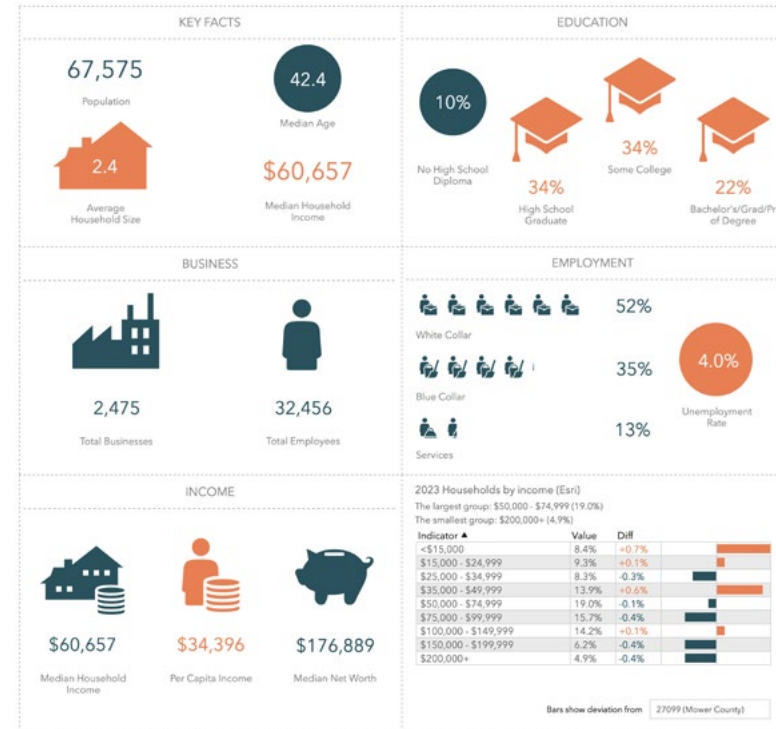 KEY FACTS
67,575
Population
42.4
Median Age
2.4
Average
Household Size
$60,657
Median Household
Income
EDUCATION
10%
No High School
Diploma
34%
High School
Graduate
34%
Some College
22%
Bachelor's/Grad/Pr
of Degree
BUSINESS
2,475
Total Businesses
32,456
Total Employees
EMPLOYMENT
52%
White Collar
35%
Blue Collar
13%
Services
4.0%
Unemployment
Rate
INCOME
$60,657
Median Household
Income
$34,396
Per Capita Income
$176,889
Median Net Worth
2023 Households by income (Esri)
The largest group: $50,000 - $74,999 (19.0%)
The smallest group: $200,000+ (4.9%)
Indicator ▲ Value Diff
<$15,000 8.4% +0.7%
$15,000 - $24,999 9.3% +0.1%
$25,000 - $34,999 8.3% -0.3%
$35,000 - $49,999 13.9% +0.6%
$50,000 - $74,999 19.0% -0.1%
$75,000 - $99,999 15.7% -0.4%
$100,000 - $149,999 14.2% +0.1%
$150,000 - $199,999 6.2% -0.4%
$200,000+ 4.9% -0.4%
Bars show deviation from 27099 (Mower County)